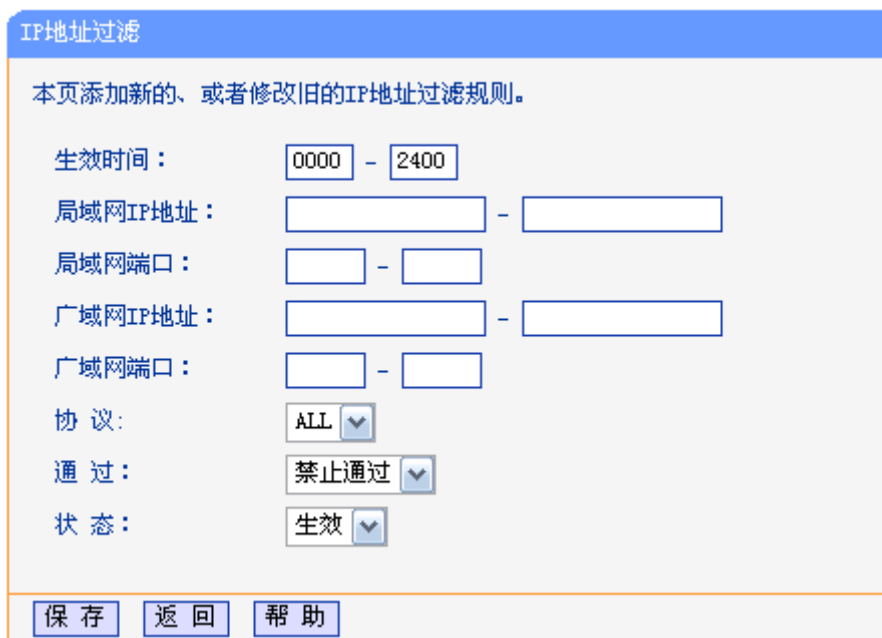 IP地址过滤
本页添加新的、或者修改旧的IP地址过滤规则。
生效时间： 0000 - 2400
局域网IP地址： -
局域网端口： -
广域网IP地址： -
广域网端口： -
协 议: ALL
通 过： 禁止通过
状 态： 生效
保 存 返 回 帮 助